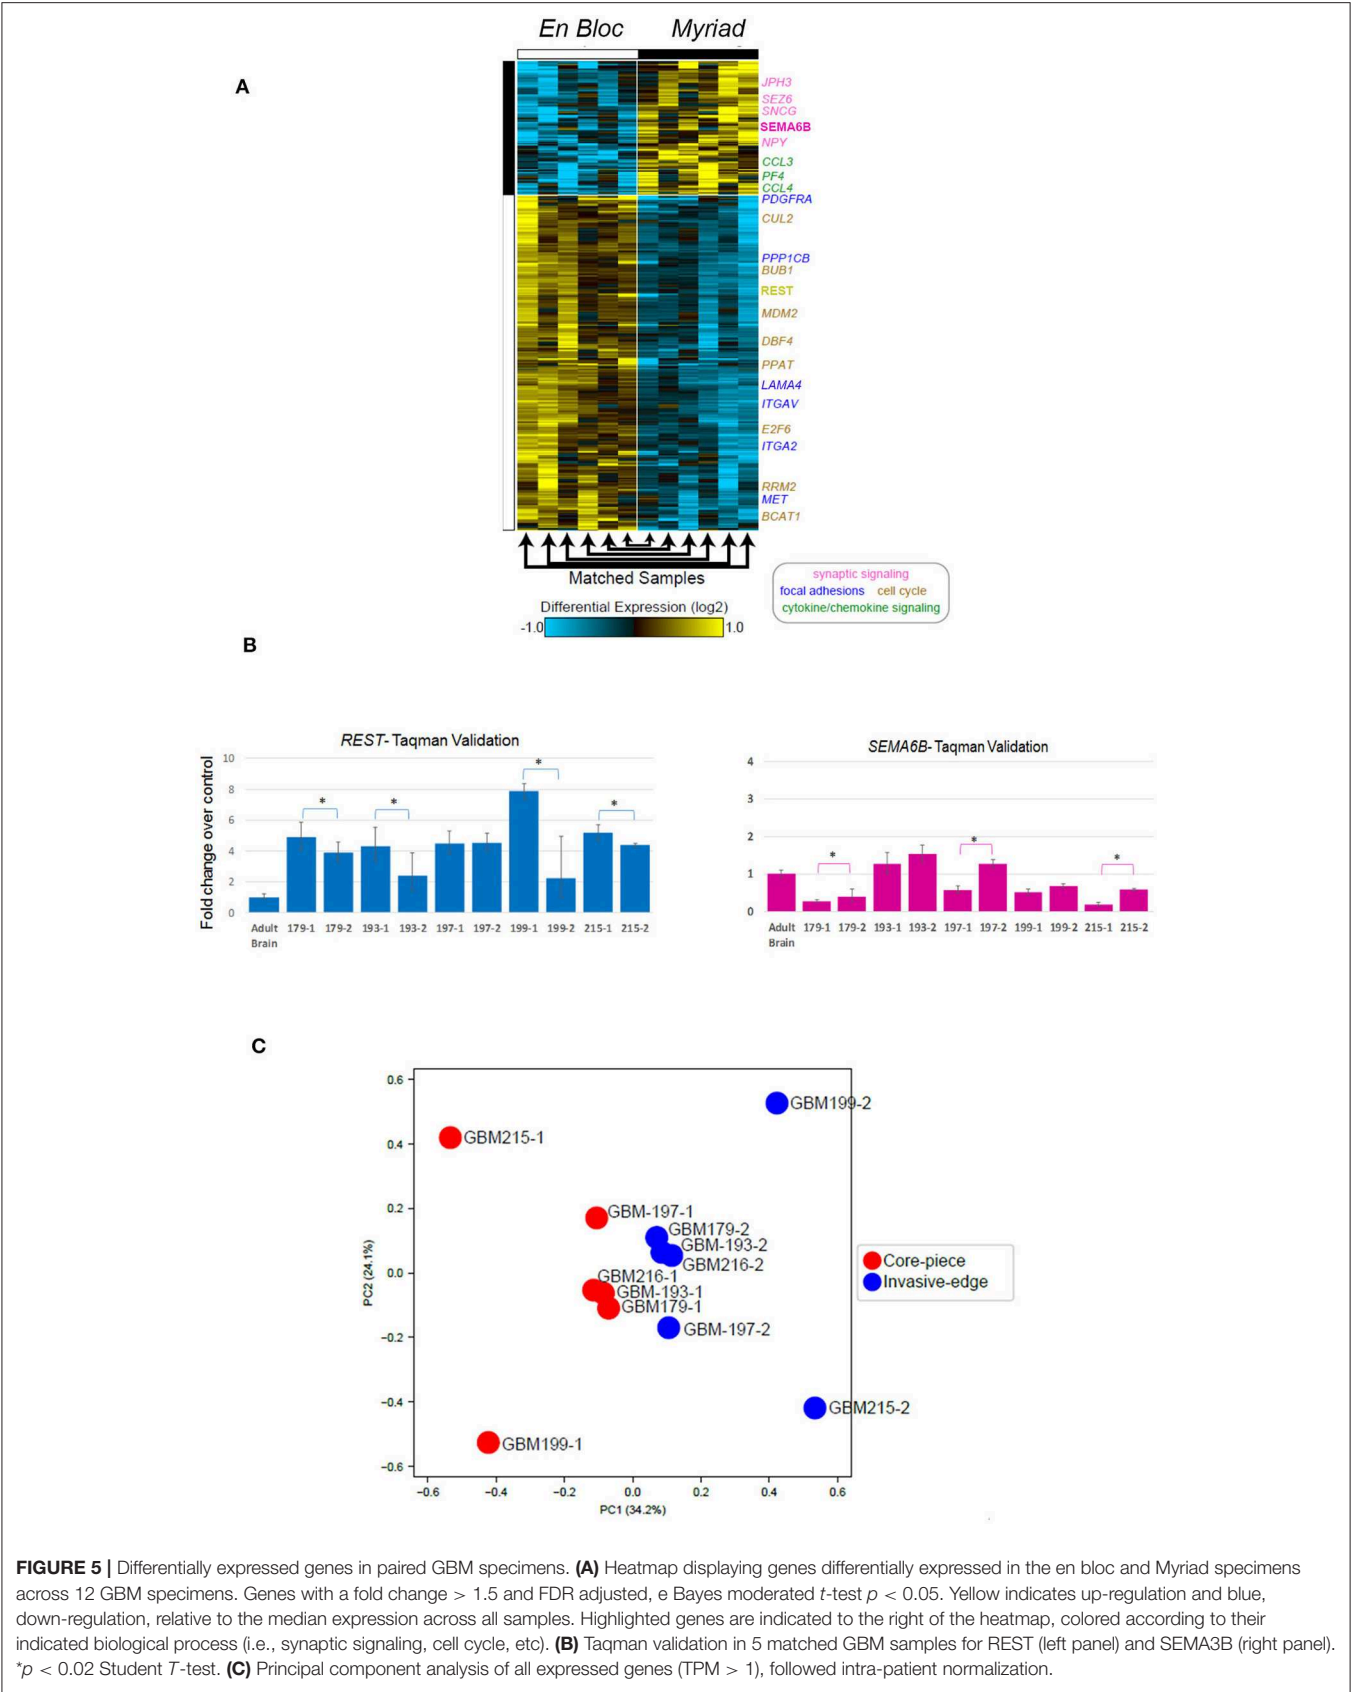 En Bloc Myriad
A
JPH3
SEZ6
SNCG
SEMA6B
NPY
CCL3
PF4
CCL4
PDGFRA
CUL2
PPP1CB
BUB1
REST
MDM2
DBF4
PPAT
LAMA4
ITGAV
E2F6
ITGA2
RRM2
MET
BCAT1
Matched Samples
Differential Expression (log2)
-1.0 1.0
synaptic signaling
focal adhesions cell cycle
cytokine/chemokine signaling
B
REST- Taqman Validation
Fold change over control
10
8
6
4
2
0
* * * *
Adult Brain 179-1 179-2 193-1 193-2 197-1 197-2 199-1 199-2 215-1 215-2
SEMA6B- Taqman Validation
4
3
2
1
0
* * *
Adult Brain 179-1 179-2 193-1 193-2 197-1 197-2 199-1 199-2 215-1 215-2
C
PC2 (24.1%)
0.6
0.4
0.2
0.0
−0.2
−0.4
−0.6
GBM199-2
GBM215-1
GBM-197-1
GBM179-2
GBM-193-2
GBM216-2
GBM216-1
GBM-193-1
GBM179-1
GBM-197-2
GBM215-2
GBM199-1
−0.6 −0.4 −0.2 0.0 0.2 0.4 0.6
PC1 (34.2%)
Core-piece
Invasive-edge
FIGURE 5 | Differentially expressed genes in paired GBM specimens. (A) Heatmap displaying genes differentially expressed in the en bloc and Myriad specimens
across 12 GBM specimens. Genes with a fold change > 1.5 and FDR adjusted, e Bayes moderated t-test p < 0.05. Yellow indicates up-regulation and blue,
down-regulation, relative to the median expression across all samples. Highlighted genes are indicated to the right of the heatmap, colored according to their
indicated biological process (i.e., synaptic signaling, cell cycle, etc). (B) Taqman validation in 5 matched GBM samples for REST (left panel) and SEMA3B (right panel).
*p < 0.02 Student T-test. (C) Principal component analysis of all expressed genes (TPM > 1), followed intra-patient normalization.